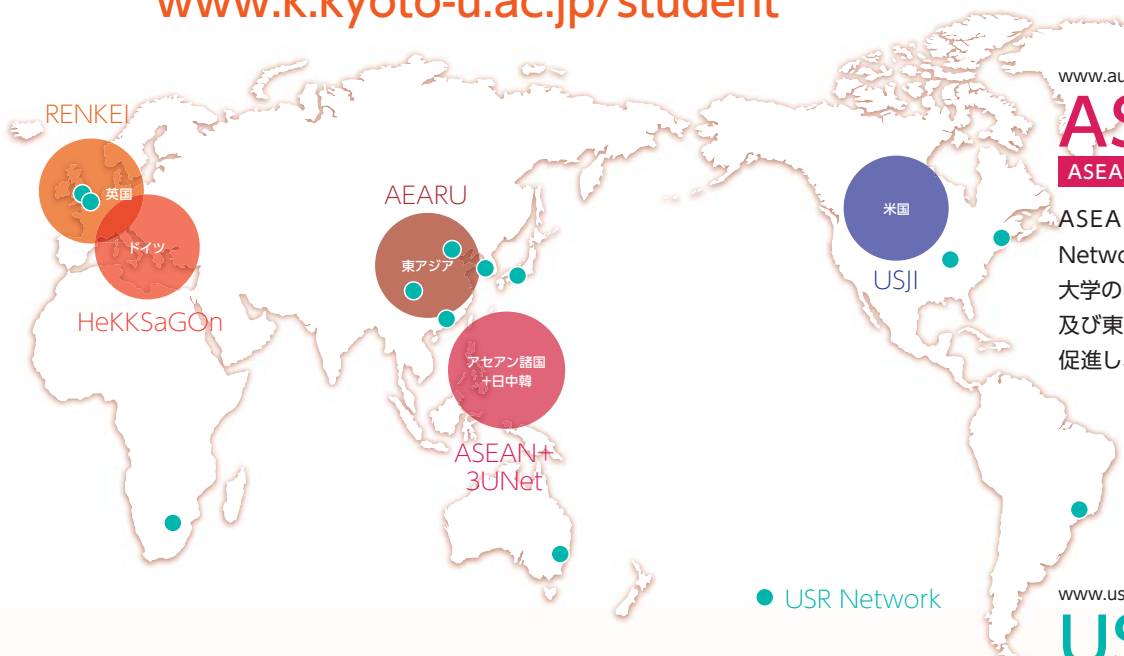 www.k.kyoto-u.ac.jp/student
RENKEI
英国
ドイツ
HeKKSaGOn
AEARU
東アジア
アセアン諸国
+日中韓
ASEAN+
3UNet
米国
USJI
USR Network
www.au
AS
ASEA
ASEA
Netwo
大学の
及び東
促進し
www.us
US